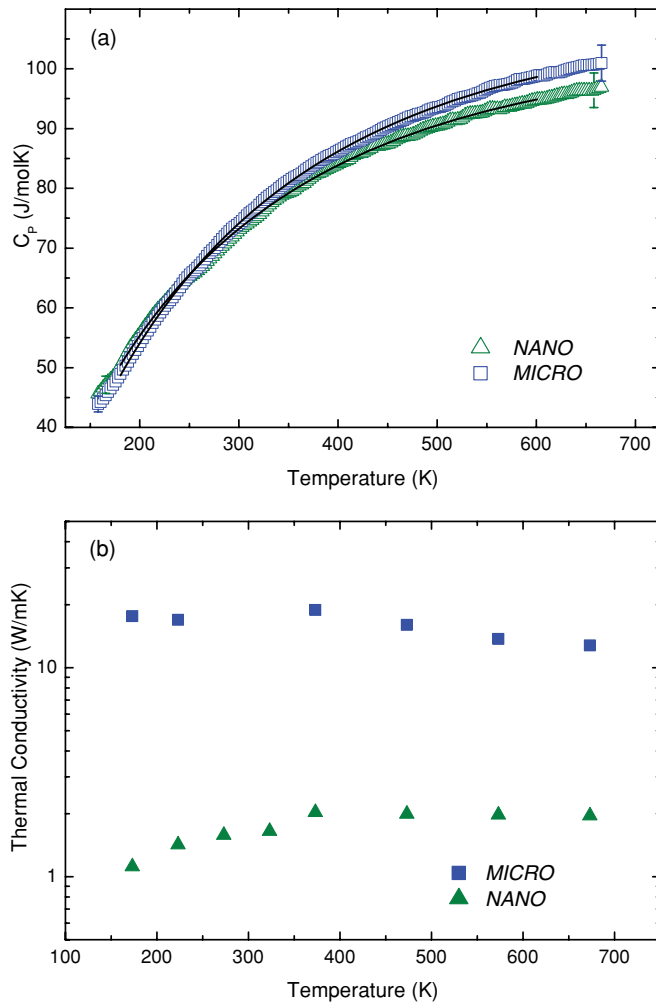 (a)
100
90
80
70
60
50
40
C_P (J/molK)
NANO
MICRO
200 300 400 500 600 700
Temperature (K)
(b)
10
1
Thermal Conductivity (W/mK)
MICRO
NANO
100 200 300 400 500 600 700
Temperature (K)